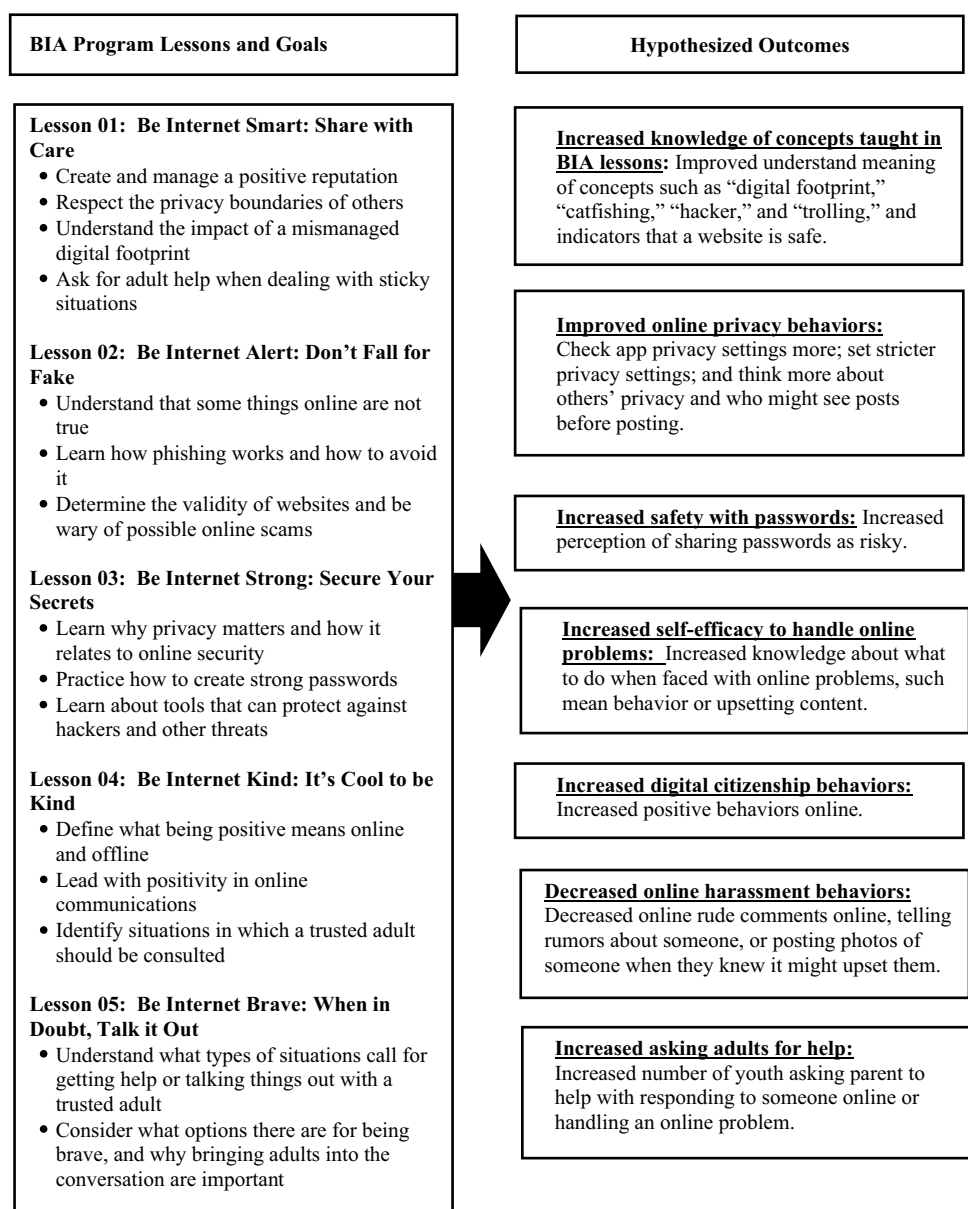 BIA Program Lessons and Goals
Lesson 01: Be Internet Smart: Share with
Care
• Create and manage a positive reputation
• Respect the privacy boundaries of others
• Understand the impact of a mismanaged
digital footprint
• Ask for adult help when dealing with sticky
situations
Lesson 02: Be Internet Alert: Don’t Fall for
Fake
• Understand that some things online are not
true
• Learn how phishing works and how to avoid
it
• Determine the validity of websites and be
wary of possible online scams
Lesson 03: Be Internet Strong: Secure Your
Secrets
• Learn why privacy matters and how it
relates to online security
• Practice how to create strong passwords
• Learn about tools that can protect against
hackers and other threats
Lesson 04: Be Internet Kind: It’s Cool to be
Kind
• Define what being positive means online
and offline
• Lead with positivity in online
communications
• Identify situations in which a trusted adult
should be consulted
Lesson 05: Be Internet Brave: When in
Doubt, Talk it Out
• Understand what types of situations call for
getting help or talking things out with a
trusted adult
• Consider what options there are for being
brave, and why bringing adults into the
conversation are important
Hypothesized Outcomes
Increased knowledge of concepts taught in
BIA lessons: Improved understand meaning
of concepts such as “digital footprint,”
“catfishing,” “hacker,” and “trolling,” and
indicators that a website is safe.
Improved online privacy behaviors:
Check app privacy settings more; set stricter
privacy settings; and think more about
others’ privacy and who might see posts
before posting.
Increased safety with passwords: Increased
perception of sharing passwords as risky.
Increased self-efficacy to handle online
problems: Increased knowledge about what
to do when faced with online problems, such
mean behavior or upsetting content.
Increased digital citizenship behaviors:
Increased positive behaviors online.
Decreased online harassment behaviors:
Decreased online rude comments online, telling
rumors about someone, or posting photos of
someone when they knew it might upset them.
Increased asking adults for help:
Increased number of youth asking parent to
help with responding to someone online or
handling an online problem.